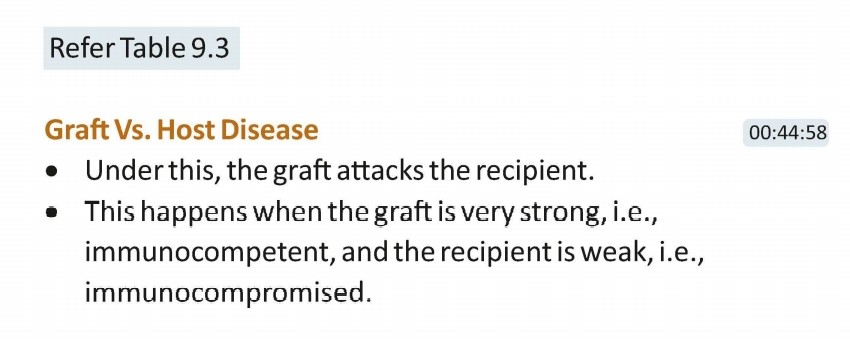 Refer Table 9.3
Graft Vs. Host Disease
00:44:58
• Under this, the graft attacks the recipient.
• This happens when the graft is very strong, i.e.,
immunocompetent, and the recipient is weak, i.e.,
immunocompromised.